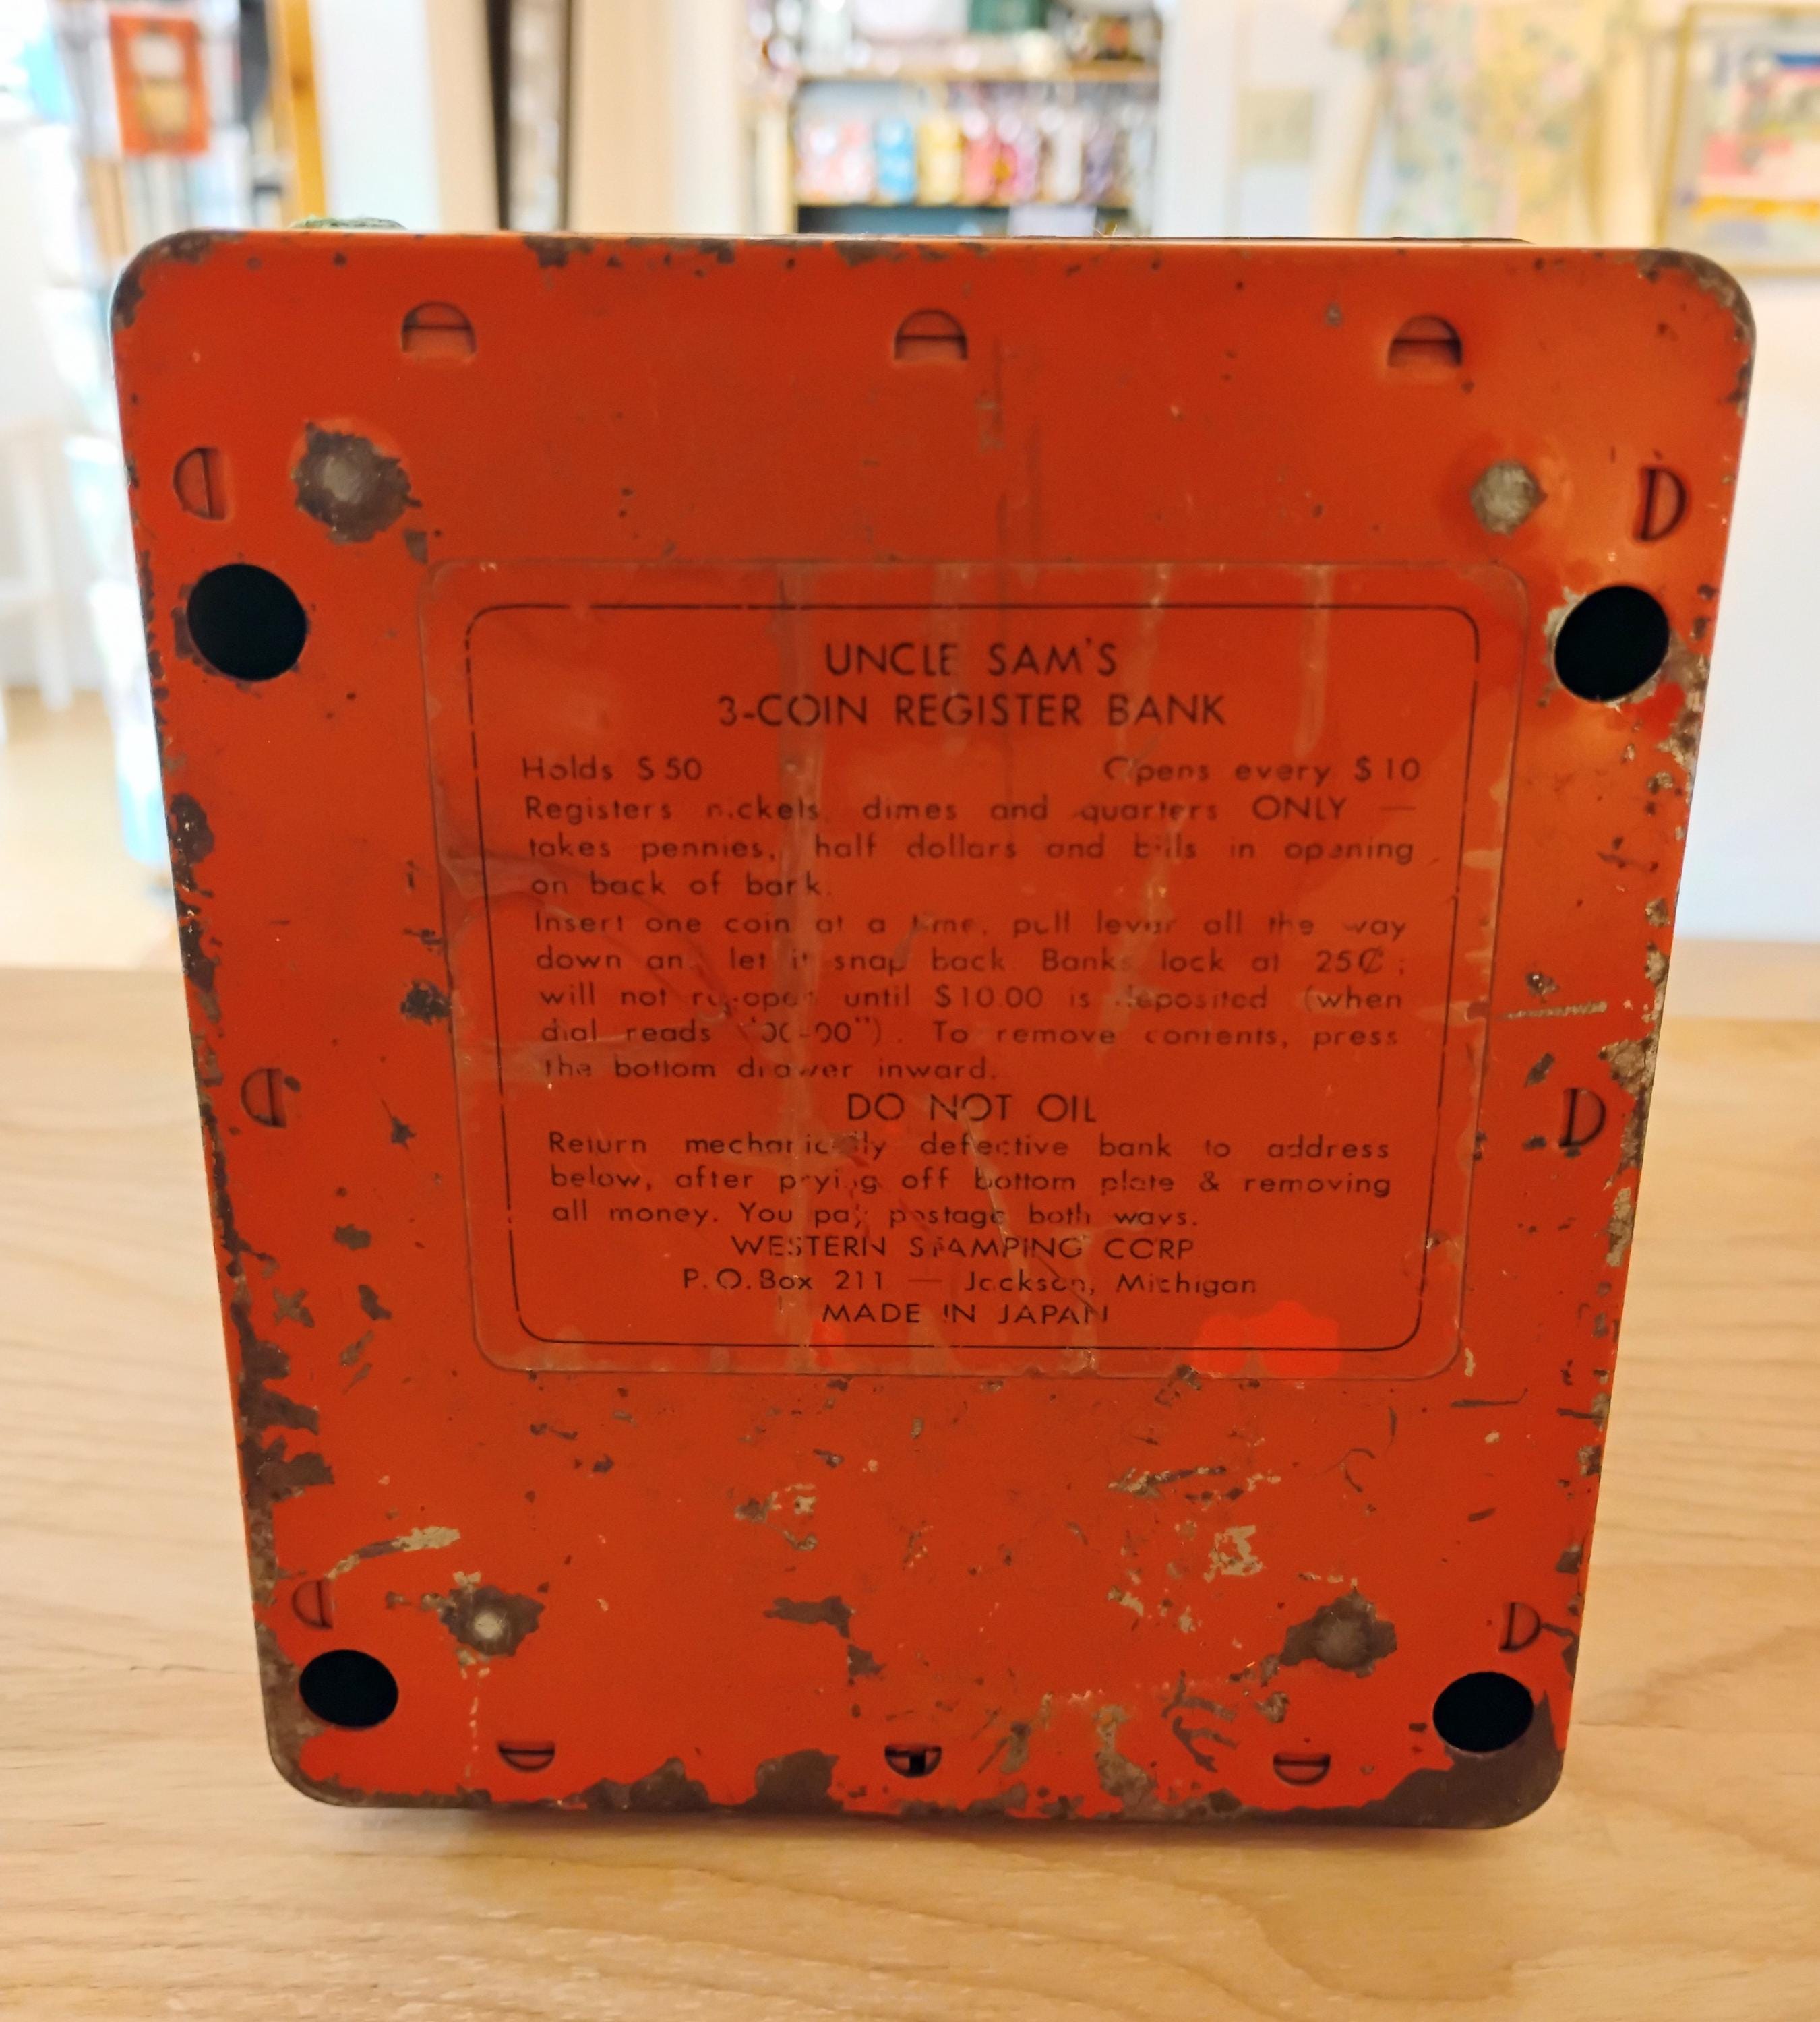 UNCLE SAM'S
3-COIN REGISTER BANK
Holds $50 Opens every $10
Registers nickels, dimes and quarters ONLY —
takes pennies, half dollars and bills in opening
on back of bank.
Insert one coin at a time, pull lever all the way
down and let it snap back Banks lock at 25₵;
will not re-open until $10.00 is deposited (when
dial reads "00-00"). To remove contents, press
the bottom drawer inward.
DO NOT OIL
Return mechanically defective bank to address
below, after prying off bottom plate & removing
all money. You pay postage both ways.
WESTERN STAMPING CORP
P.O.Box 211 — Jackson, Michigan
MADE IN JAPAN